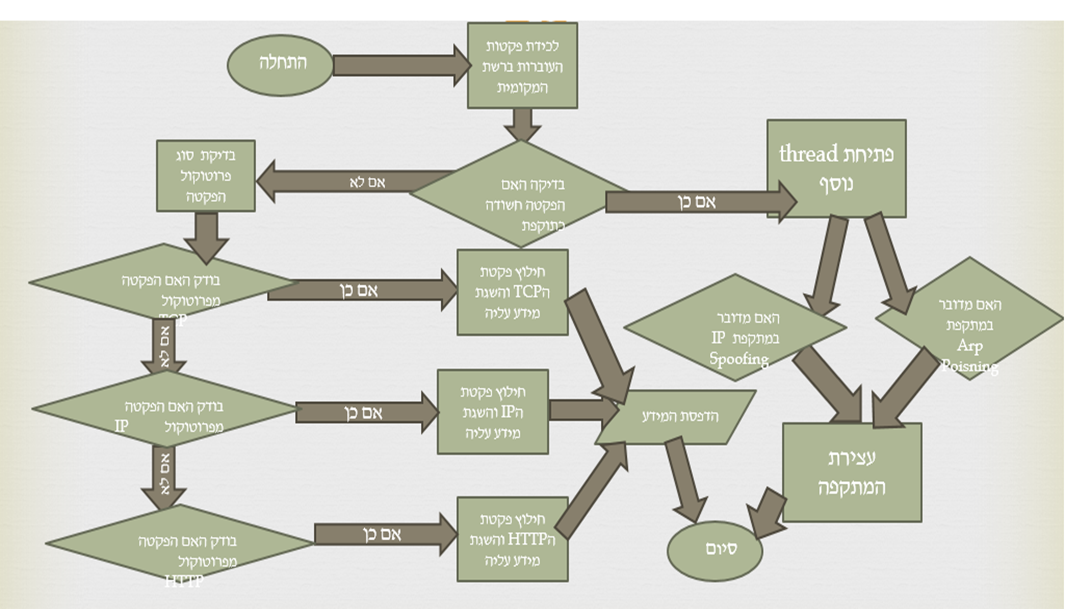 התחלה
לכידת פקטות
העוברות ברשת
המקומית
בדיקה האם
הפקטה חשודה
כתוקפת
אם כן
פתיחת thread
נוסף
האם מדובר
במתקפת
Arp
Poisning
האם מדובר
במתקפת IP
Spoofing
עצירת
המתקפה
אם לא
בדיקת סוג
פרוטוקול
הפקטה
בודק האם הפקטה
מפרוטוקול
TCP
אם כן
חילוץ פקטת
הTCP והשגת
מידע עליה
אם לא
בודק האם הפקטה
מפרוטוקול IP
אם כן
חילוץ פקטת
הIP והשגת
מידע עליה
אם לא
בודק האם הפקטה
מפרוטוקול
HTTP
אם כן
חילוץ פקטת
הHTTP והשגת
מידע עליה
הדפסת המידע
סיום